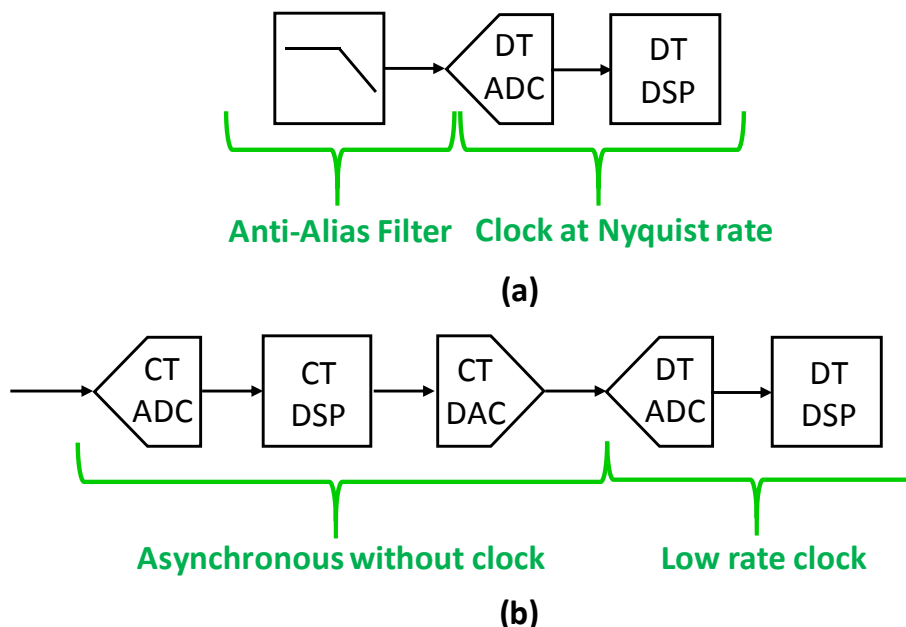 DT
ADC
DT
DSP
Anti-Alias Filter
Clock at Nyquist rate
(a)
CT
ADC
CT
DSP
CT
DAC
DT
ADC
DT
DSP
Asynchronous without clock
Low rate clock
(b)